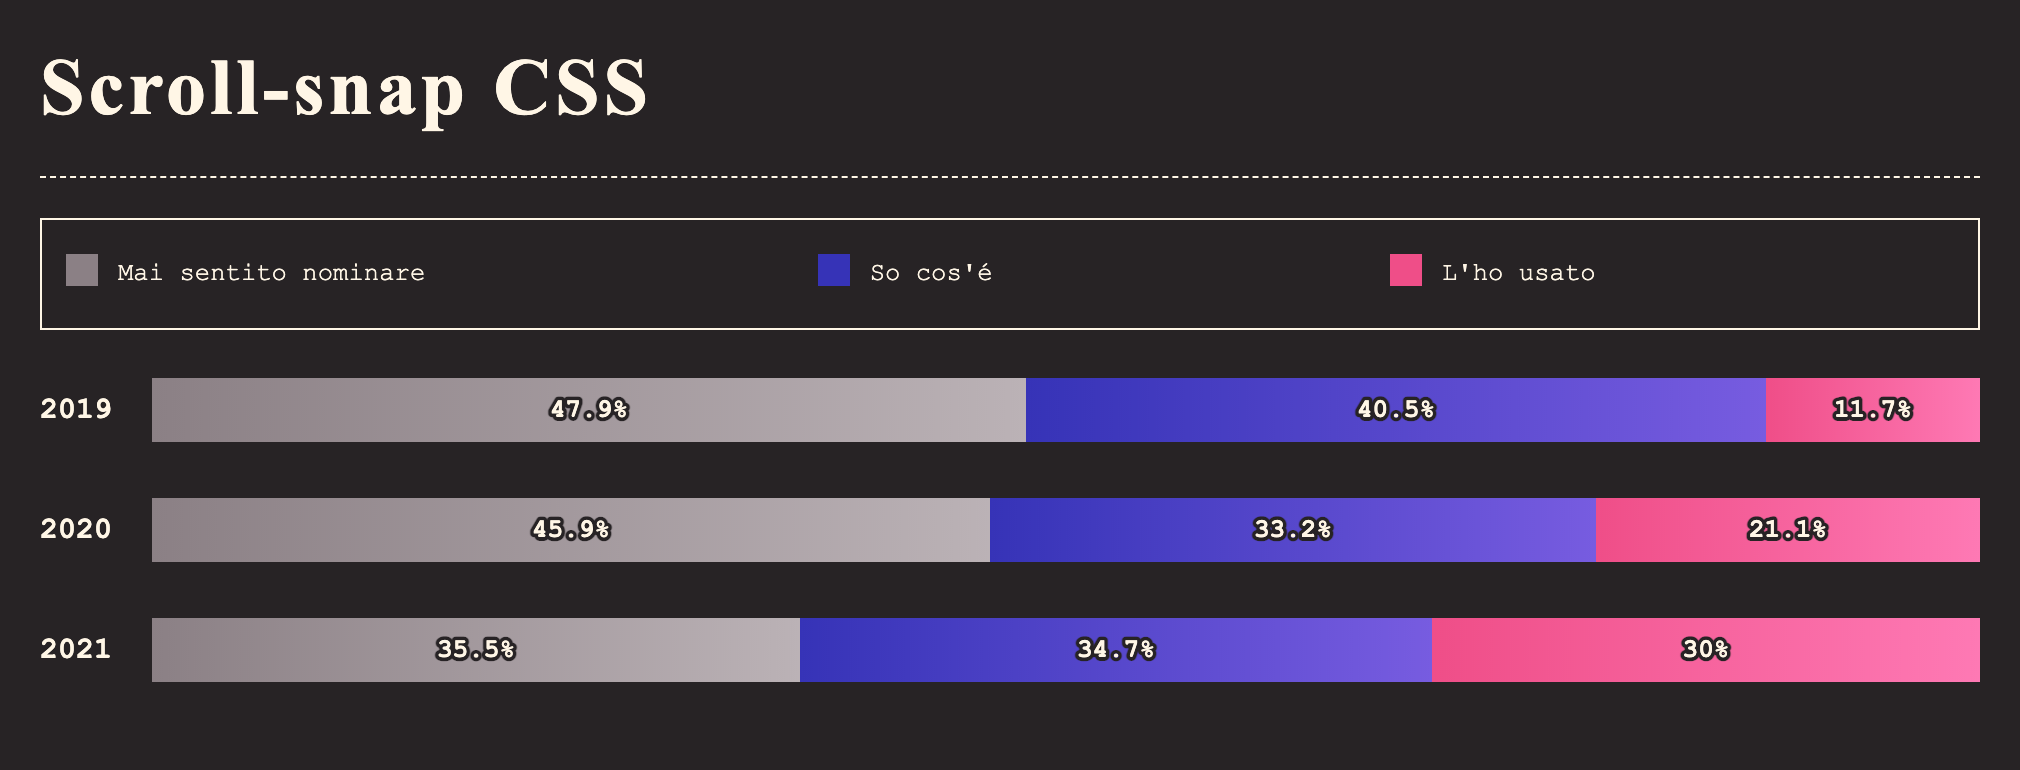 Scroll-snap CSS
Mai sentito nominare So cos'é L'ho usato
2019 47.9% 40.5% 11.7%
2020 45.9% 33.2% 21.1%
2021 35.5% 34.7% 30%